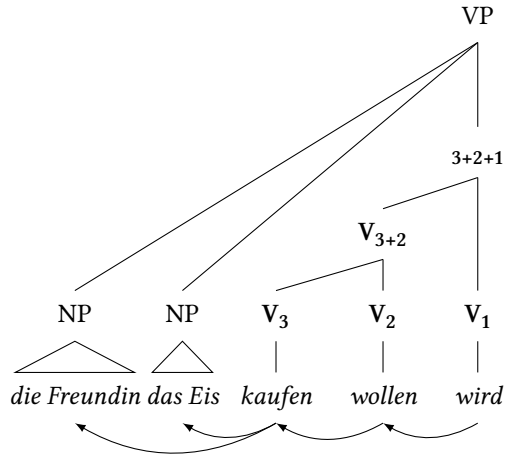 VP
3+2+1
V₃₊₂
NP NP V₃ V₂ V₁
die Freundin das Eis kaufen wollen wird